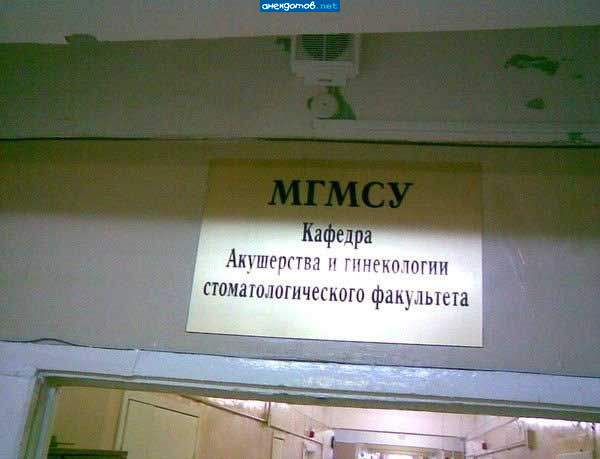 анекдотов.net
МГМСУ
Кафедра
Акушерства и гинекологии
стоматологического факультета